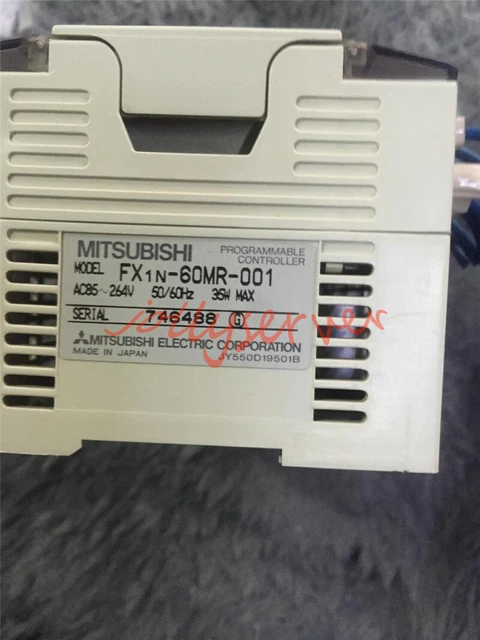 MITSUBISHI PROGRAMMABLE CONTROLLER
MODEL FX1N-60MR-001
AC85~264V 50/60Hz 35W MAX
SERIAL 746488 G
jollyserver
MITSUBISHI ELECTRIC CORPORATION
MADE IN JAPAN JY550D19501B